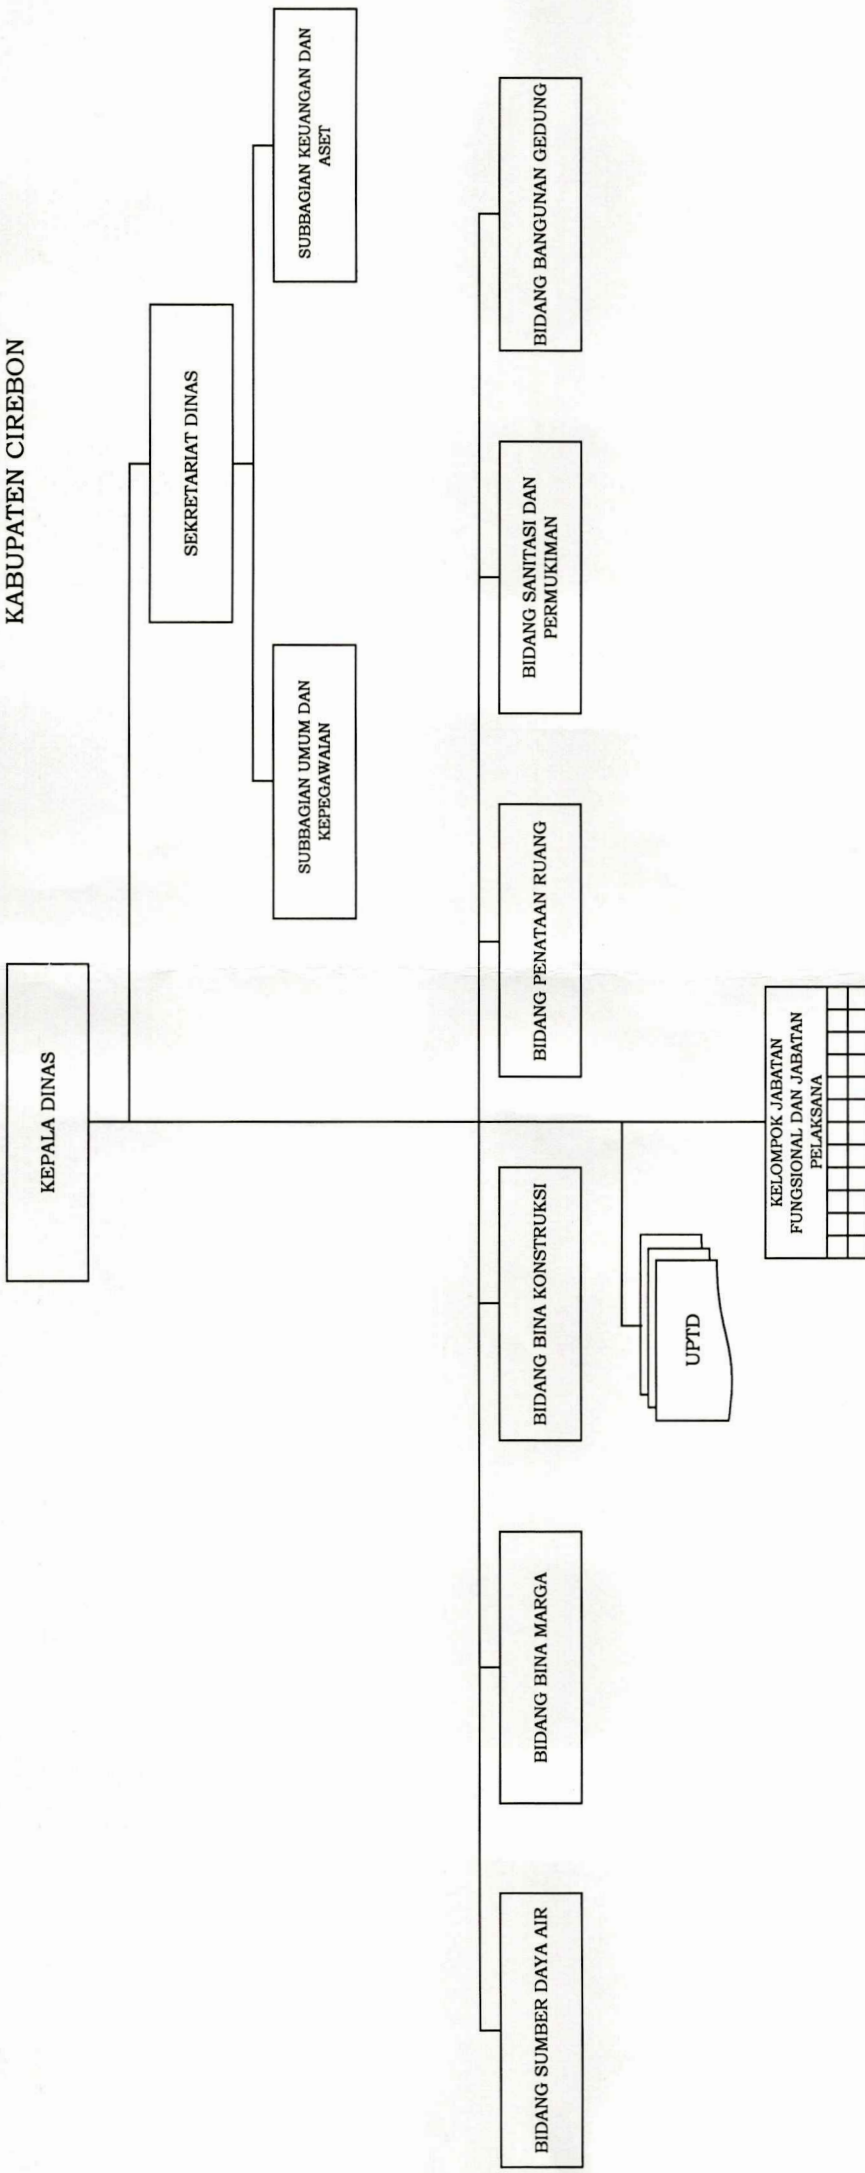 KABUPATEN CIREBON
KEPALA DINAS
SEKRETARIAT DINAS
SUBBAGIAN UMUM DAN
KEPEGAWAIAN
SUBBAGIAN KEUANGAN DAN
ASET
BIDANG SUMBER DAYA AIR
BIDANG BINA MARGA
BIDANG BINA KONSTRUKSI
BIDANG PENATAAN RUANG
BIDANG SANITASI DAN
PERMUKIMAN
BIDANG BANGUNAN GEDUNG
UPTD
KELOMPOK JABATAN
FUNGSIONAL DAN JABATAN
PELAKSANA